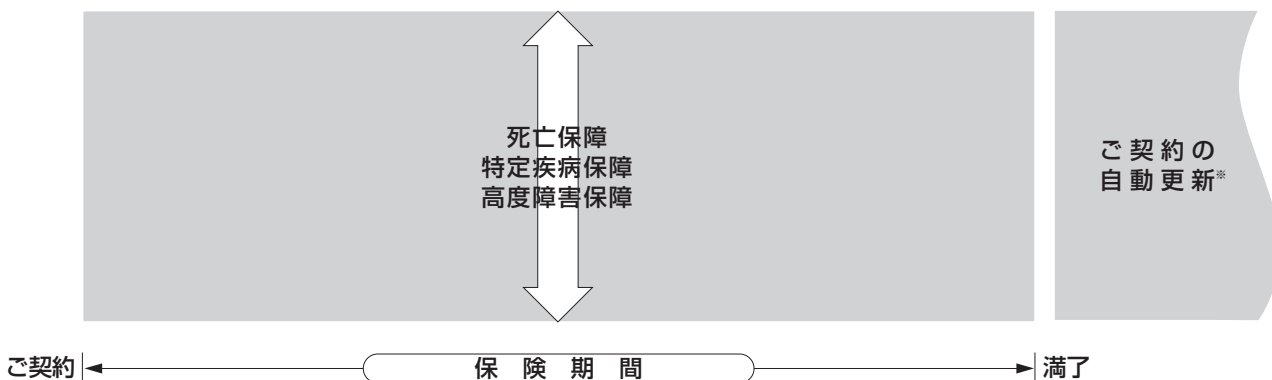 死亡保障
特定疾病保障
高度障害保障
ご契約の
自動更新※
ご契約 保険期間 満了